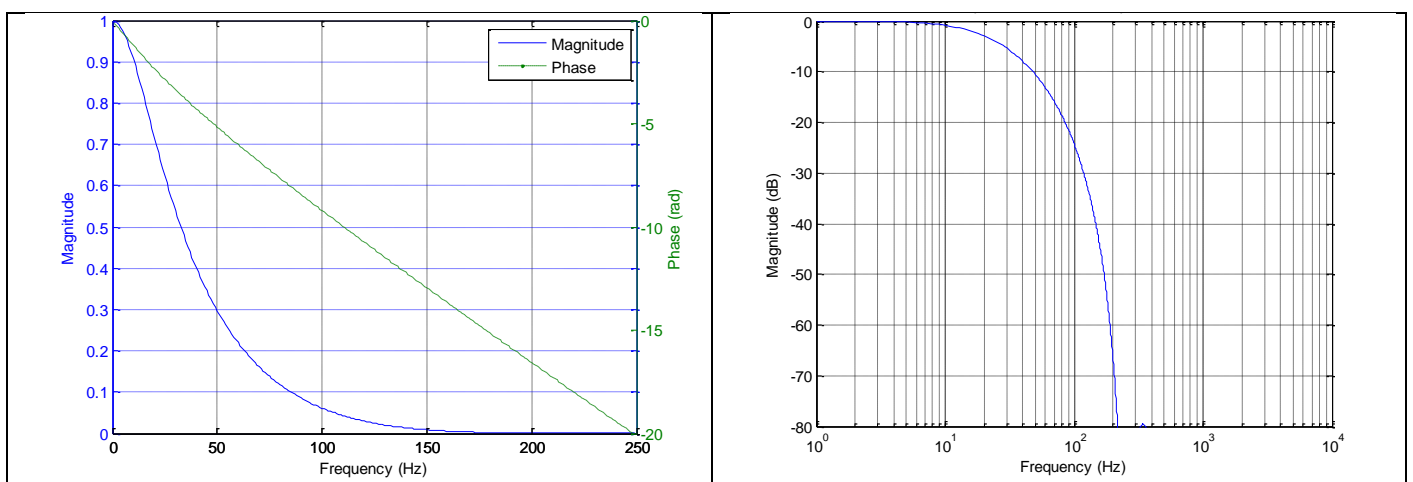 1
0.9
0.8
0.7
0.6
0.5
0.4
0.3
0.2
0.1
0
Magnitude
0
-5
-10
-15
-20
Phase (rad)
Magnitude
Phase
0 50 100 150 200 250
Frequency (Hz)
0
-10
-20
-30
-40
-50
-60
-70
-80
Magnitude (dB)
10^0 10^1 10^2 10^3 10^4
Frequency (Hz)